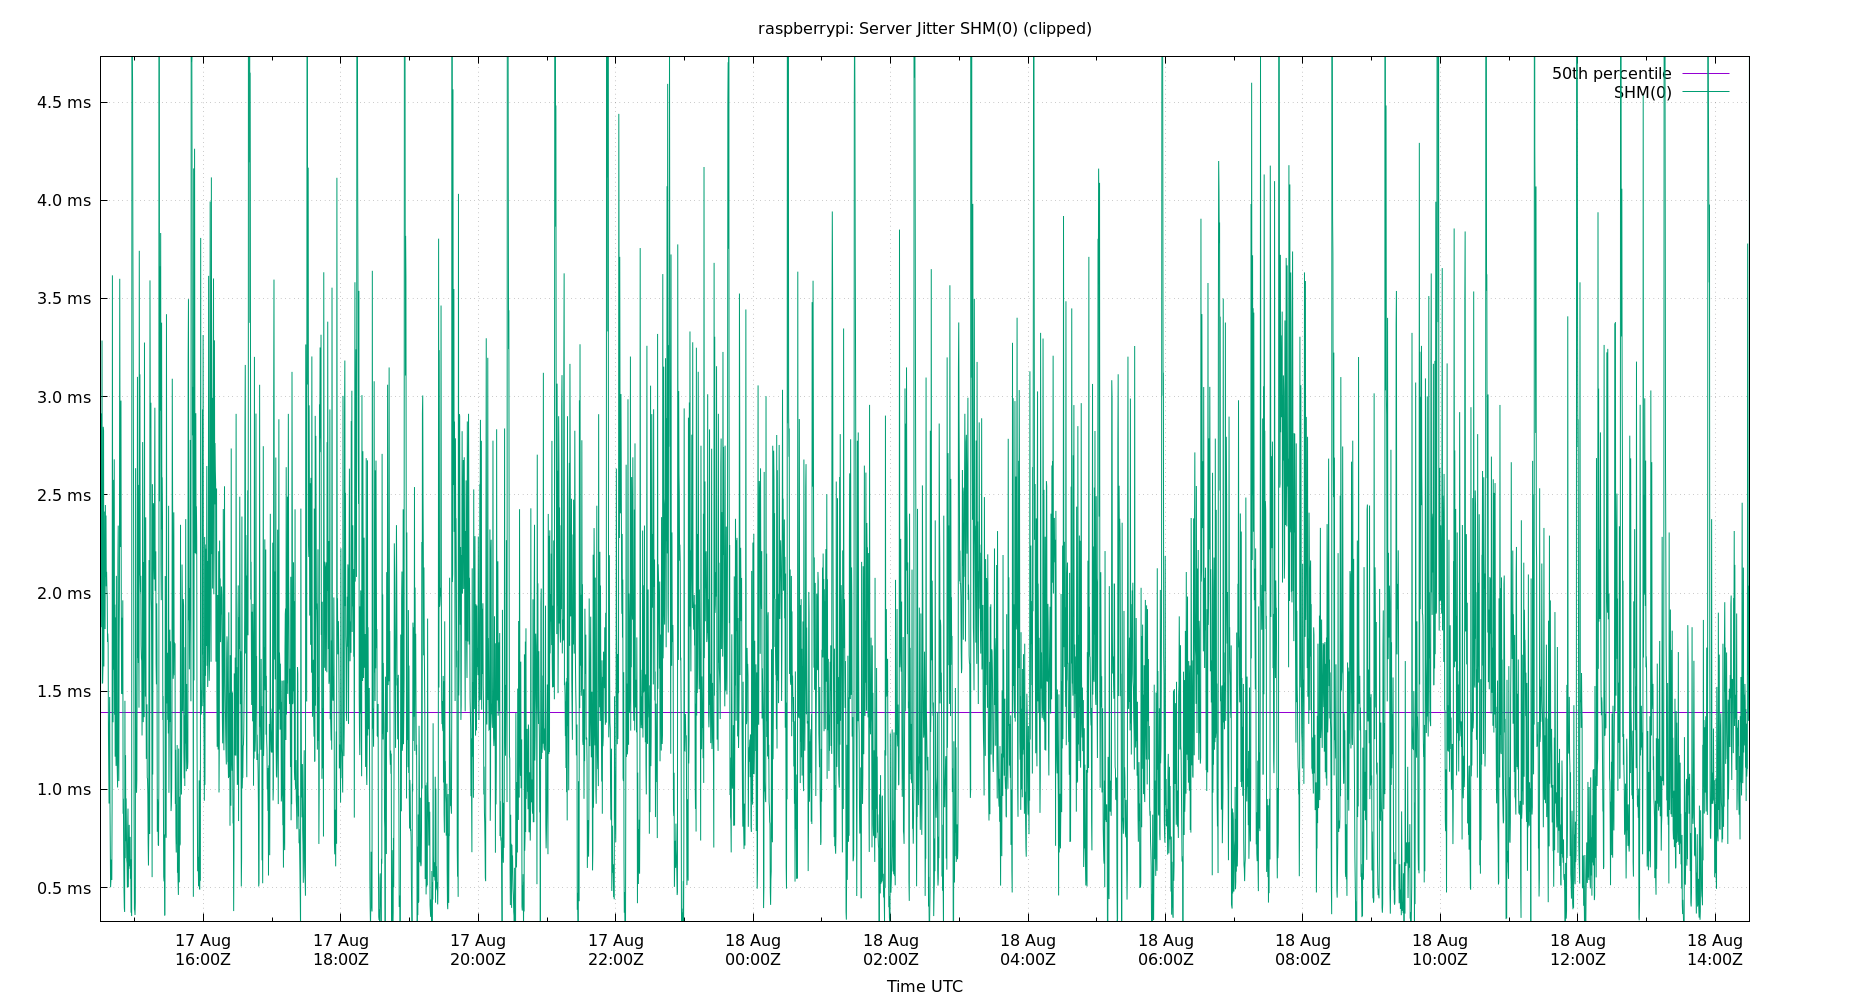 raspberrypi: Server Jitter SHM(0) (clipped)
50th percentile
SHM(0)
4.5 ms
4.0 ms
3.5 ms
3.0 ms
2.5 ms
2.0 ms
1.5 ms
1.0 ms
0.5 ms
17 Aug 17 Aug 17 Aug 17 Aug 18 Aug 18 Aug 18 Aug 18 Aug 18 Aug 18 Aug 18 Aug 18 Aug
16:00Z 18:00Z 20:00Z 22:00Z 00:00Z 02:00Z 04:00Z 06:00Z 08:00Z 10:00Z 12:00Z 14:00Z
Time UTC